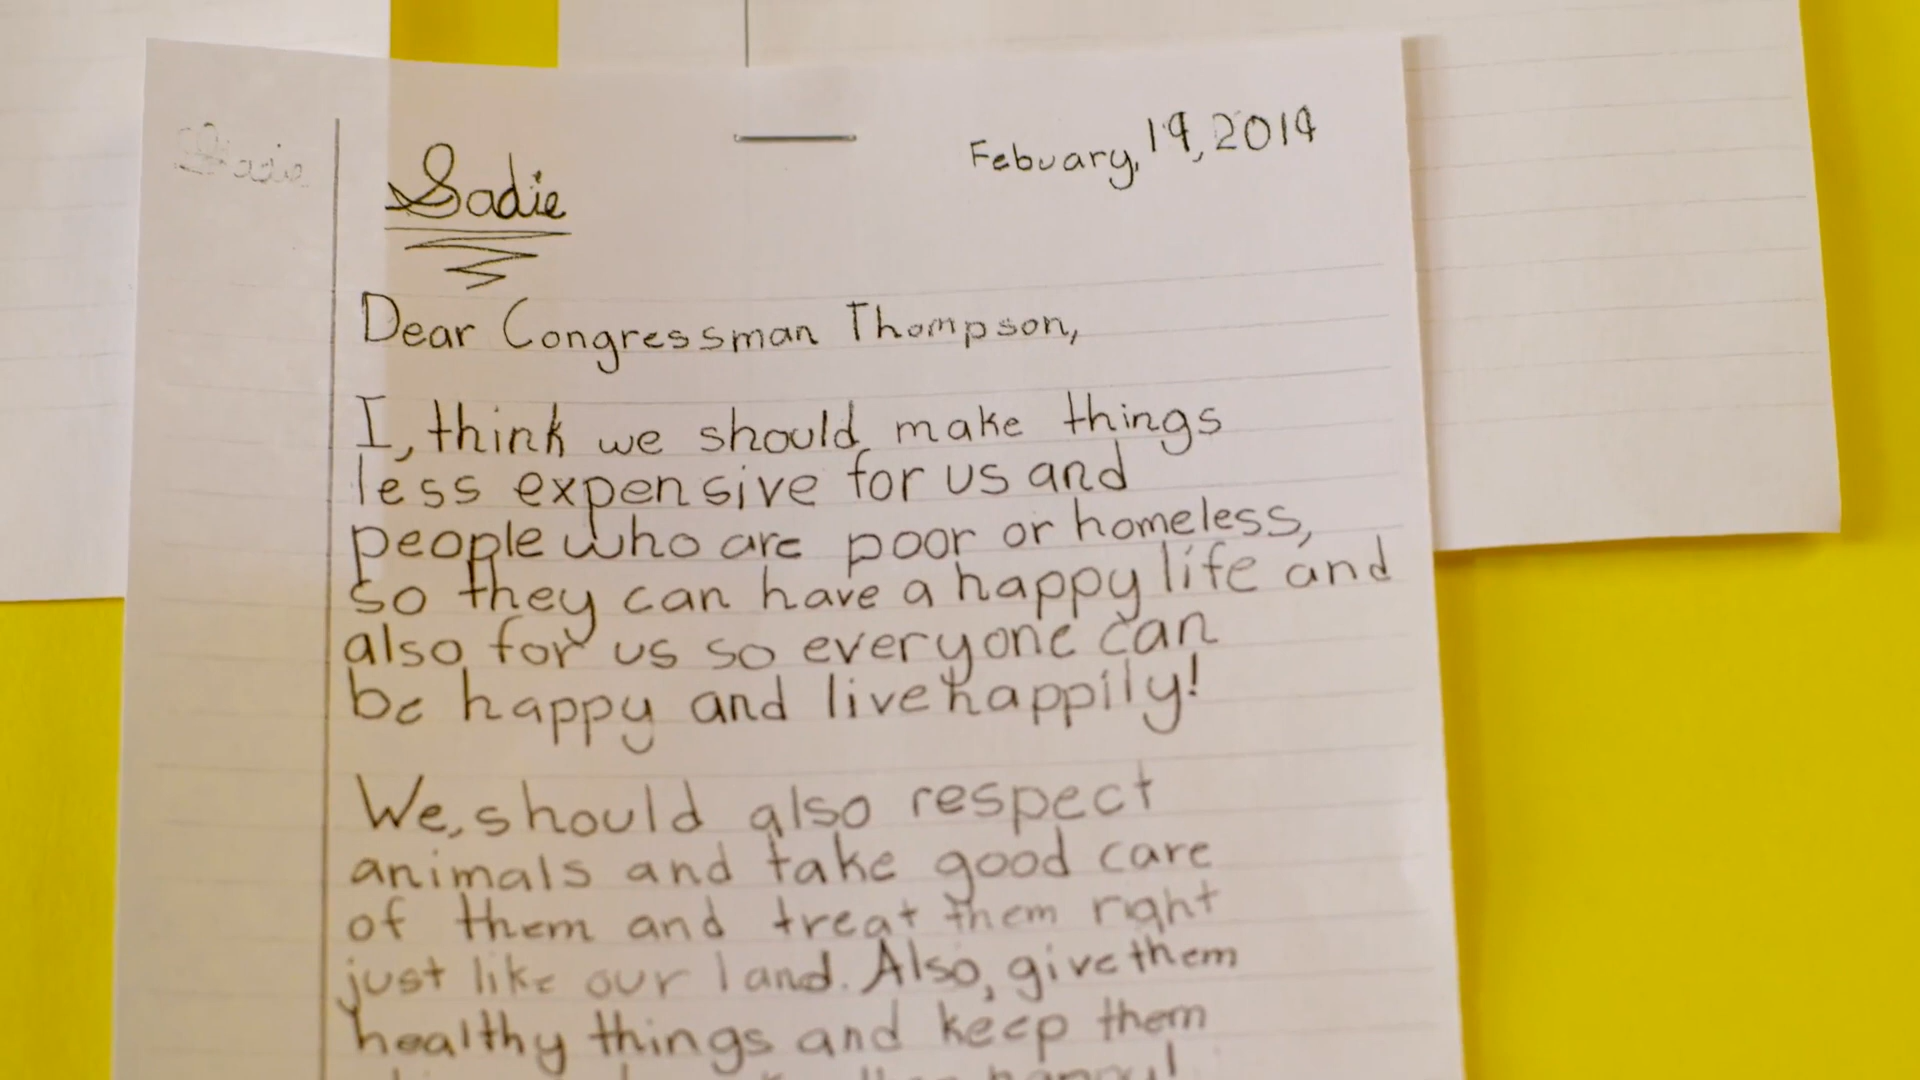 Sadie
Sadie
Febuary, 19, 2019
Dear Congressman Thompson,
I, think we should make things
less expensive for us and
people who are poor or homeless,
so they can have a happy life and
also, for us so everyone can
be happy and live happily!
We, should also respect
animals and take good care
of them and treat them right
just like our land. Also, give them
healthy things and keep them
happy!